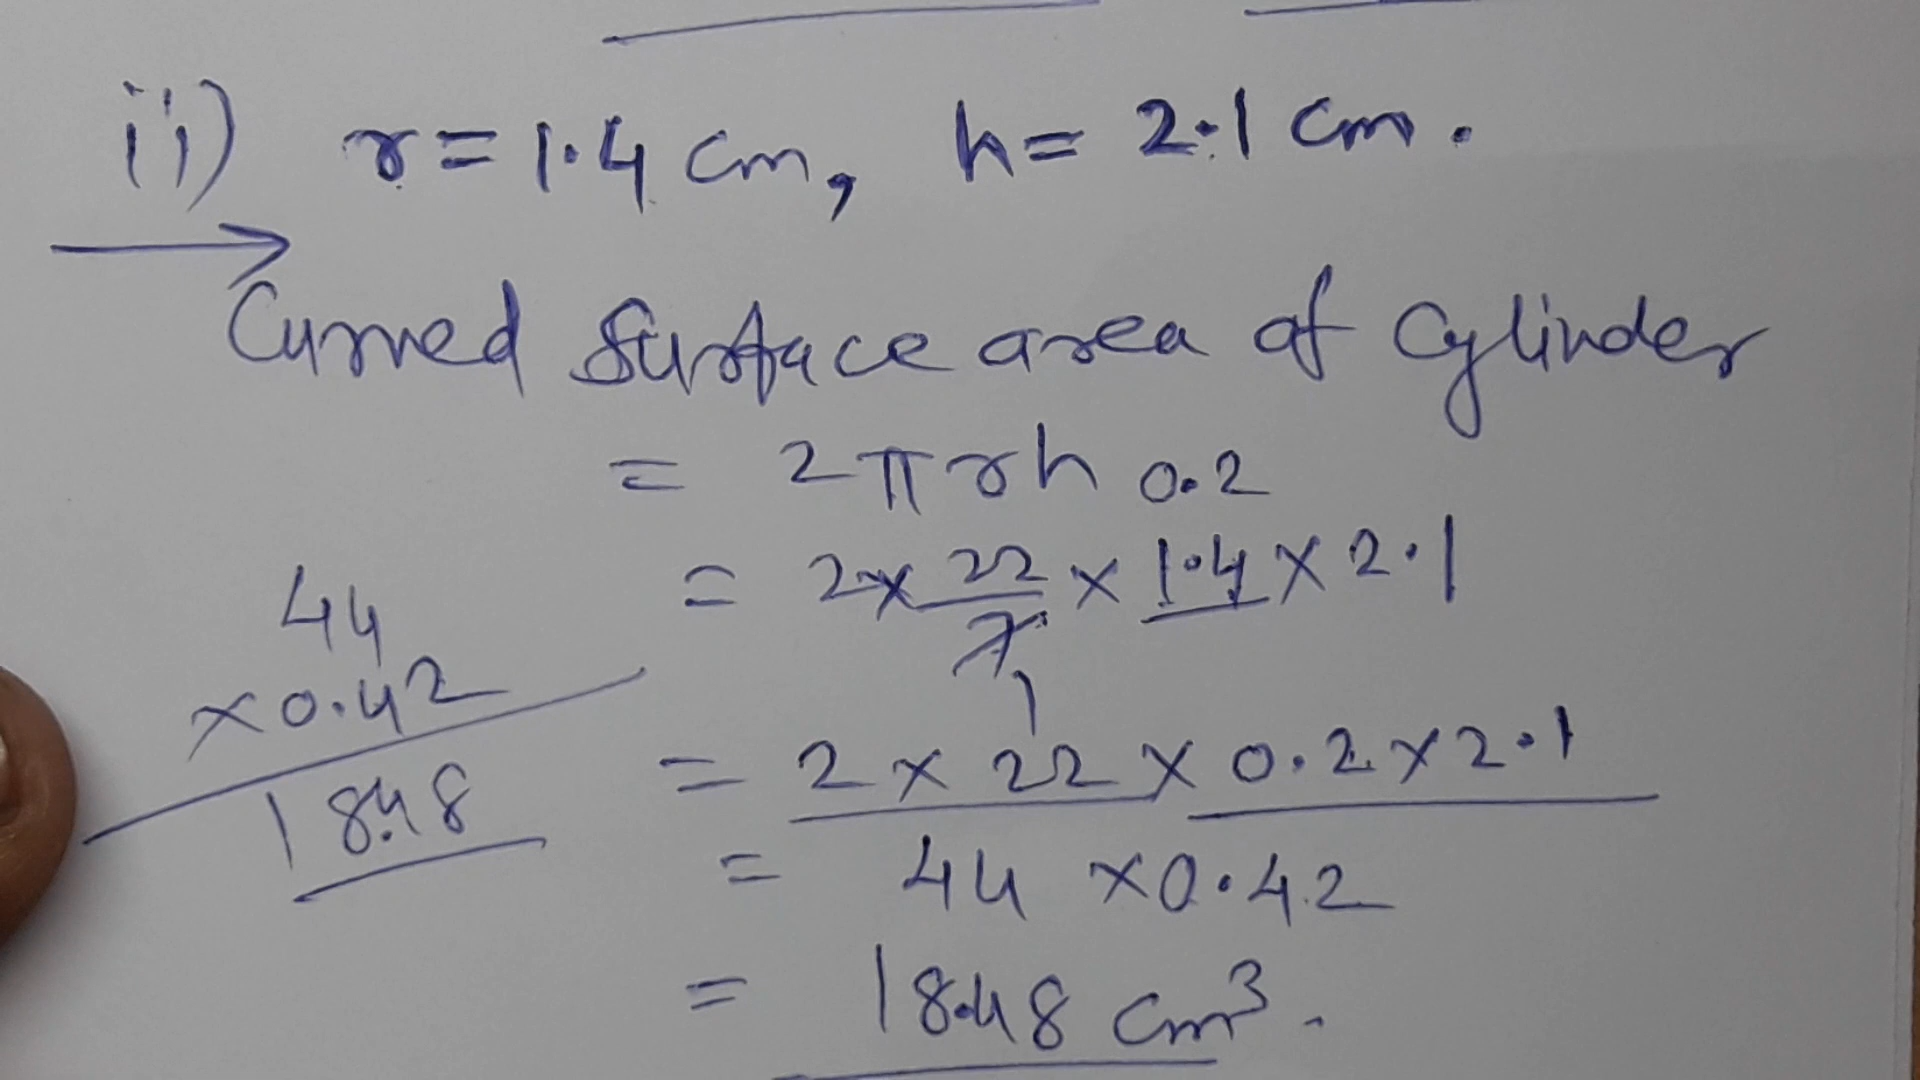 ii) r = 1.4 cm, h = 2.1 cm.
Curved Surface area of Cylinder
= 2πrh
0.2
= 2 × 22/7 × 1.4 × 2.1
1
= 2 × 22 × 0.2 × 2.1
= 44 × 0.42
= 18.48 cm³.
44
×0.42
18.48